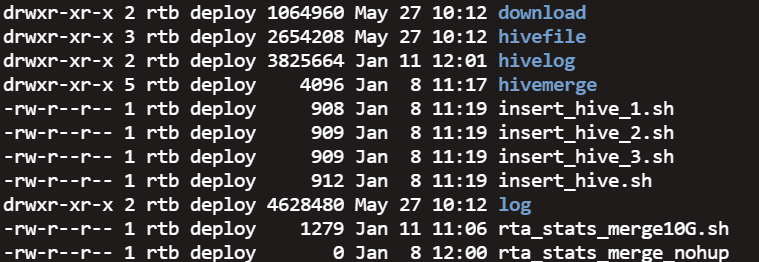 drwxr-xr-x 2 rtb deploy 1064960 May 27 10:12 download
drwxr-xr-x 3 rtb deploy 2654208 May 27 10:12 hivefile
drwxr-xr-x 2 rtb deploy 3825664 Jan 11 12:01 hivelog
drwxr-xr-x 5 rtb deploy    4096 Jan  8 11:17 hivemerge
-rw-r--r-- 1 rtb deploy     908 Jan  8 11:19 insert_hive_1.sh
-rw-r--r-- 1 rtb deploy     909 Jan  8 11:19 insert_hive_2.sh
-rw-r--r-- 1 rtb deploy     909 Jan  8 11:19 insert_hive_3.sh
-rw-r--r-- 1 rtb deploy     912 Jan  8 11:19 insert_hive.sh
drwxr-xr-x 2 rtb deploy 4628480 May 27 10:12 log
-rw-r--r-- 1 rtb deploy    1279 Jan 11 11:06 rta_stats_merge10G.sh
-rw-r--r-- 1 rtb deploy       0 Jan  8 12:00 rta_stats_merge_nohup